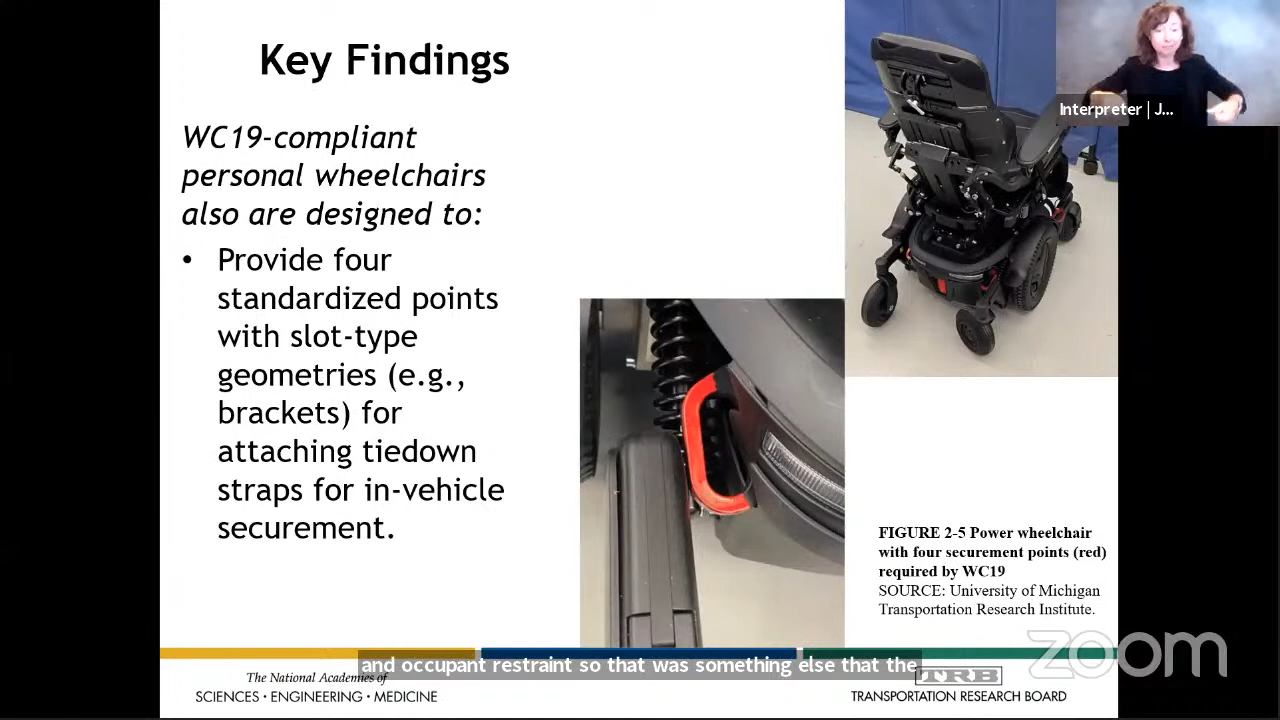 Key Findings
Interpreter | J...
WC19-compliant
personal wheelchairs
also are designed to:
• Provide four
standardized points
with slot-type
geometries (e.g.,
brackets) for
attaching tiedown
straps for in-vehicle
securement.
FIGURE 2-5 Power wheelchair
with four securement points (red)
required by WC19
SOURCE: University of Michigan
Transportation Research Institute.
zoom
and occupant restraint so that was something else that the
The National Academies of
SCIENCES • ENGINEERING • MEDICINE
TRB
TRANSPORTATION RESEARCH BOARD